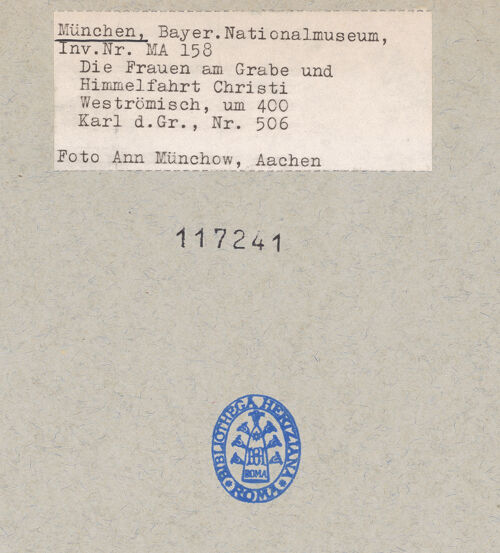 München, Bayer.Nationalmuseum,
Inv.Nr. MA 158
Die Frauen am Grabe und
Himmelfahrt Christi
Weströmisch, um 400
Karl d.Gr., Nr. 506
Foto Ann Münchow, Aachen
117241
BIBLIOTHECA HERTZIANA
ROMA
ROMA